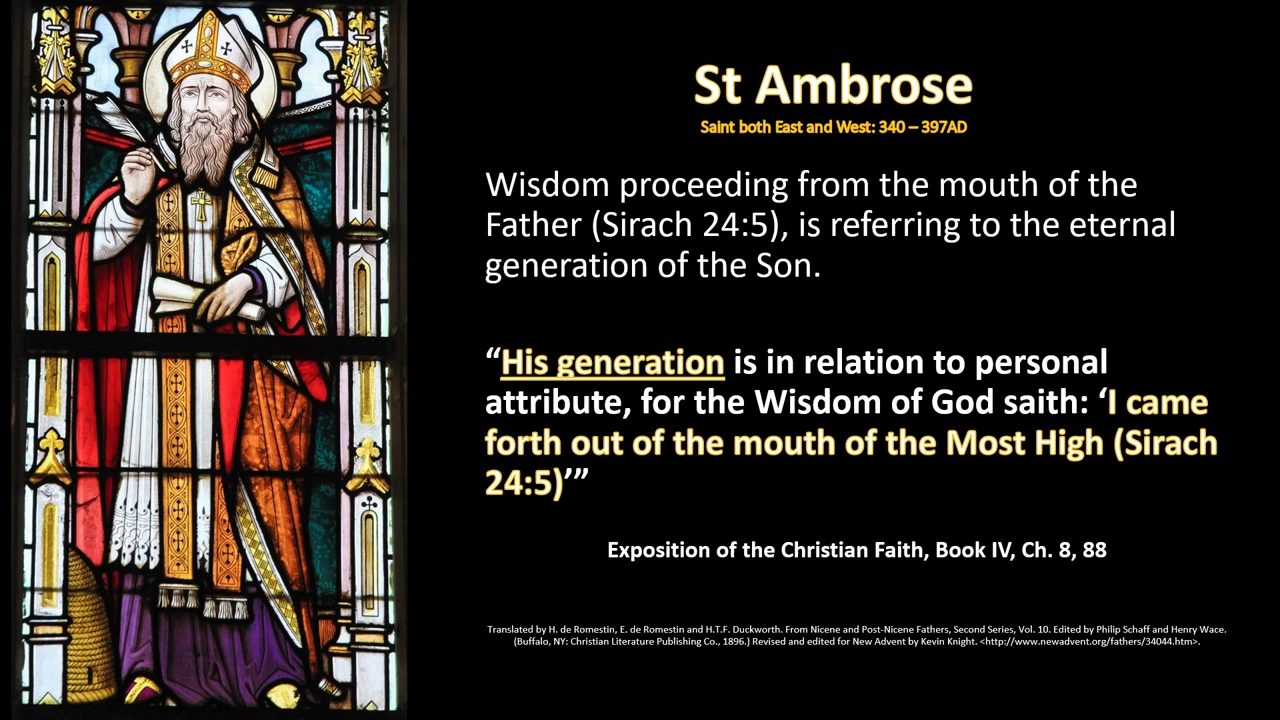 St Ambrose
Saint both East and West: 340 – 397AD
Wisdom proceeding from the mouth of the
Father (Sirach 24:5), is referring to the eternal
generation of the Son.
“His generation is in relation to personal
attribute, for the Wisdom of God saith: ‘I came
forth out of the mouth of the Most High (Sirach
24:5)’”
Exposition of the Christian Faith, Book IV, Ch. 8, 88
Translated by H. de Romestin, E. de Romestin and H.T.F. Duckworth. From Nicene and Post-Nicene Fathers, Second Series, Vol. 10. Edited by Philip Schaff and Henry Wace.
(Buffalo, NY: Christian Literature Publishing Co., 1896.) Revised and edited for New Advent by Kevin Knight. <http://www.newadvent.org/fathers/34044.htm>.